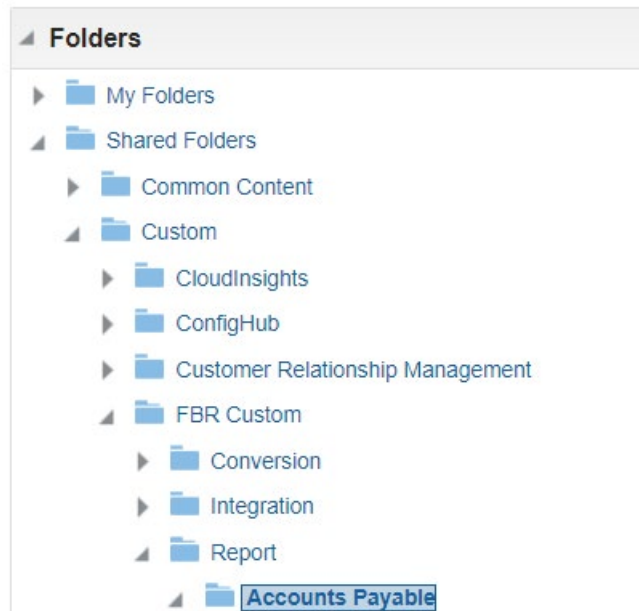 Folders
My Folders
Shared Folders
Common Content
Custom
CloudInsights
ConfigHub
Customer Relationship Management
FBR Custom
Conversion
Integration
Report
Accounts Payable